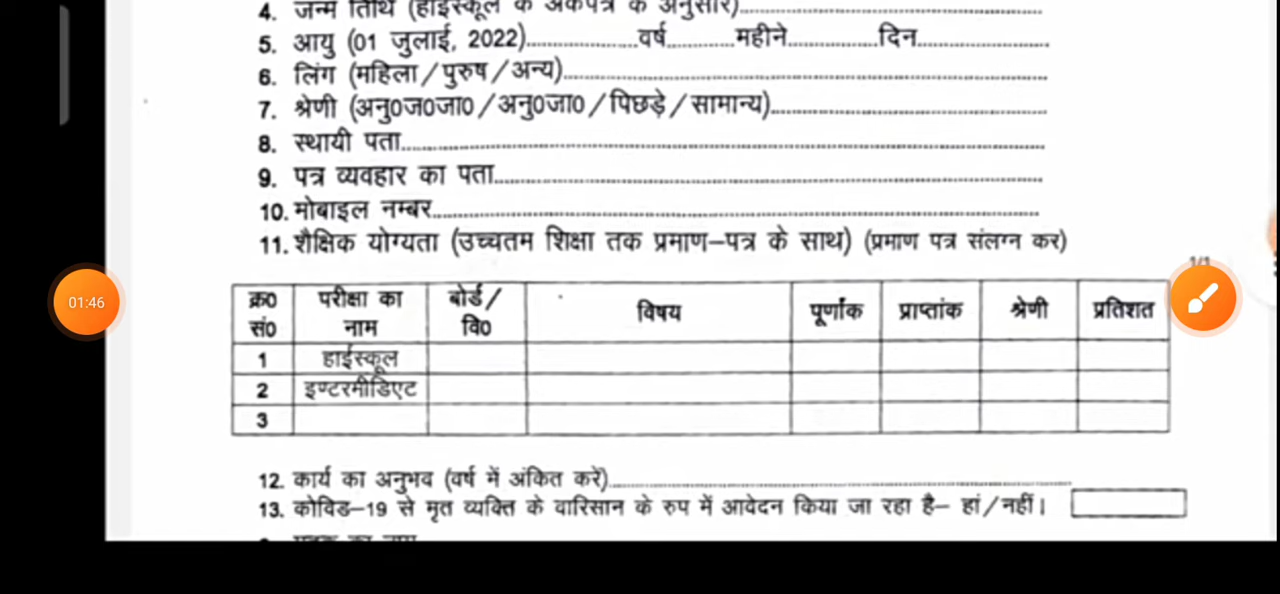 4. जन्म तिथि (हाईस्कूल के अंकपत्र के अनुसार)
5. आयु (01 जुलाई, 2022)..................वर्ष............महीने...............दिन......................
6. लिंग (महिला/पुरुष/अन्य)
7. श्रेणी (अनु0ज0जा0/अनु0जा0/पिछड़े/सामान्य)
8. स्थायी पता
9. पत्र व्यवहार का पता
10. मोबाइल नम्बर
11. शैक्षिक योग्यता (उच्चतम शिक्षा तक प्रमाण–पत्र के साथ) (प्रमाण पत्र संलग्न कर)
1/1
01:46
क्र0 सं0 परीक्षा का नाम बोर्ड/ वि0 विषय पूर्णांक प्राप्तांक श्रेणी प्रतिशत
1 हाईस्कूल
2 इण्टरमीडिएट
3
12. कार्य का अनुभव (वर्ष में अंकित करें)
13. कोविड–19 से मृत व्यक्ति के वारिसान के रुप में आवेदन किया जा रहा है– हां/नहीं।